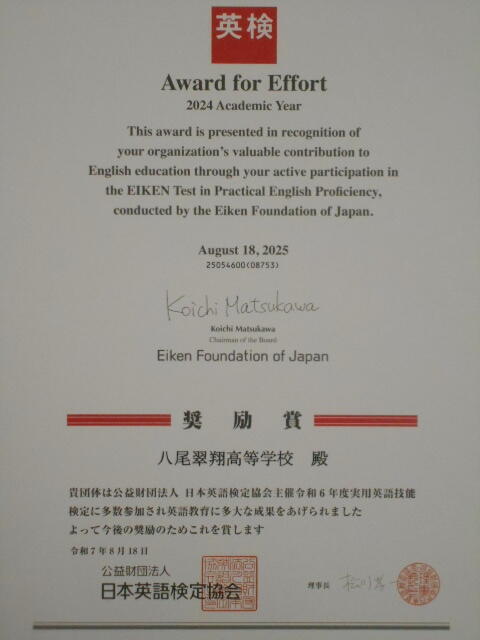 英検
Award for Effort
2024 Academic Year
This award is presented in recognition of
your organization's valuable contribution to
English education through your active participation in
the EIKEN Test in Practical English Proficiency,
conducted by the Eiken Foundation of Japan.
August 18, 2025
25054600(08753)
Koichi Matsukawa
Koichi Matsukawa
Chairman of the Board
Eiken Foundation of Japan
奨励賞
八尾翠翔高等学校 殿
貴団体は公益財団法人 日本英語検定協会主催令和6年度実用英語技能
検定に多数参加され英語教育に多大な成果をあげられました
よって今後の奨励のためこれを賞します
令和7年8月18日
公益財団法人
日本英語検定協会
理事長 松川孝一